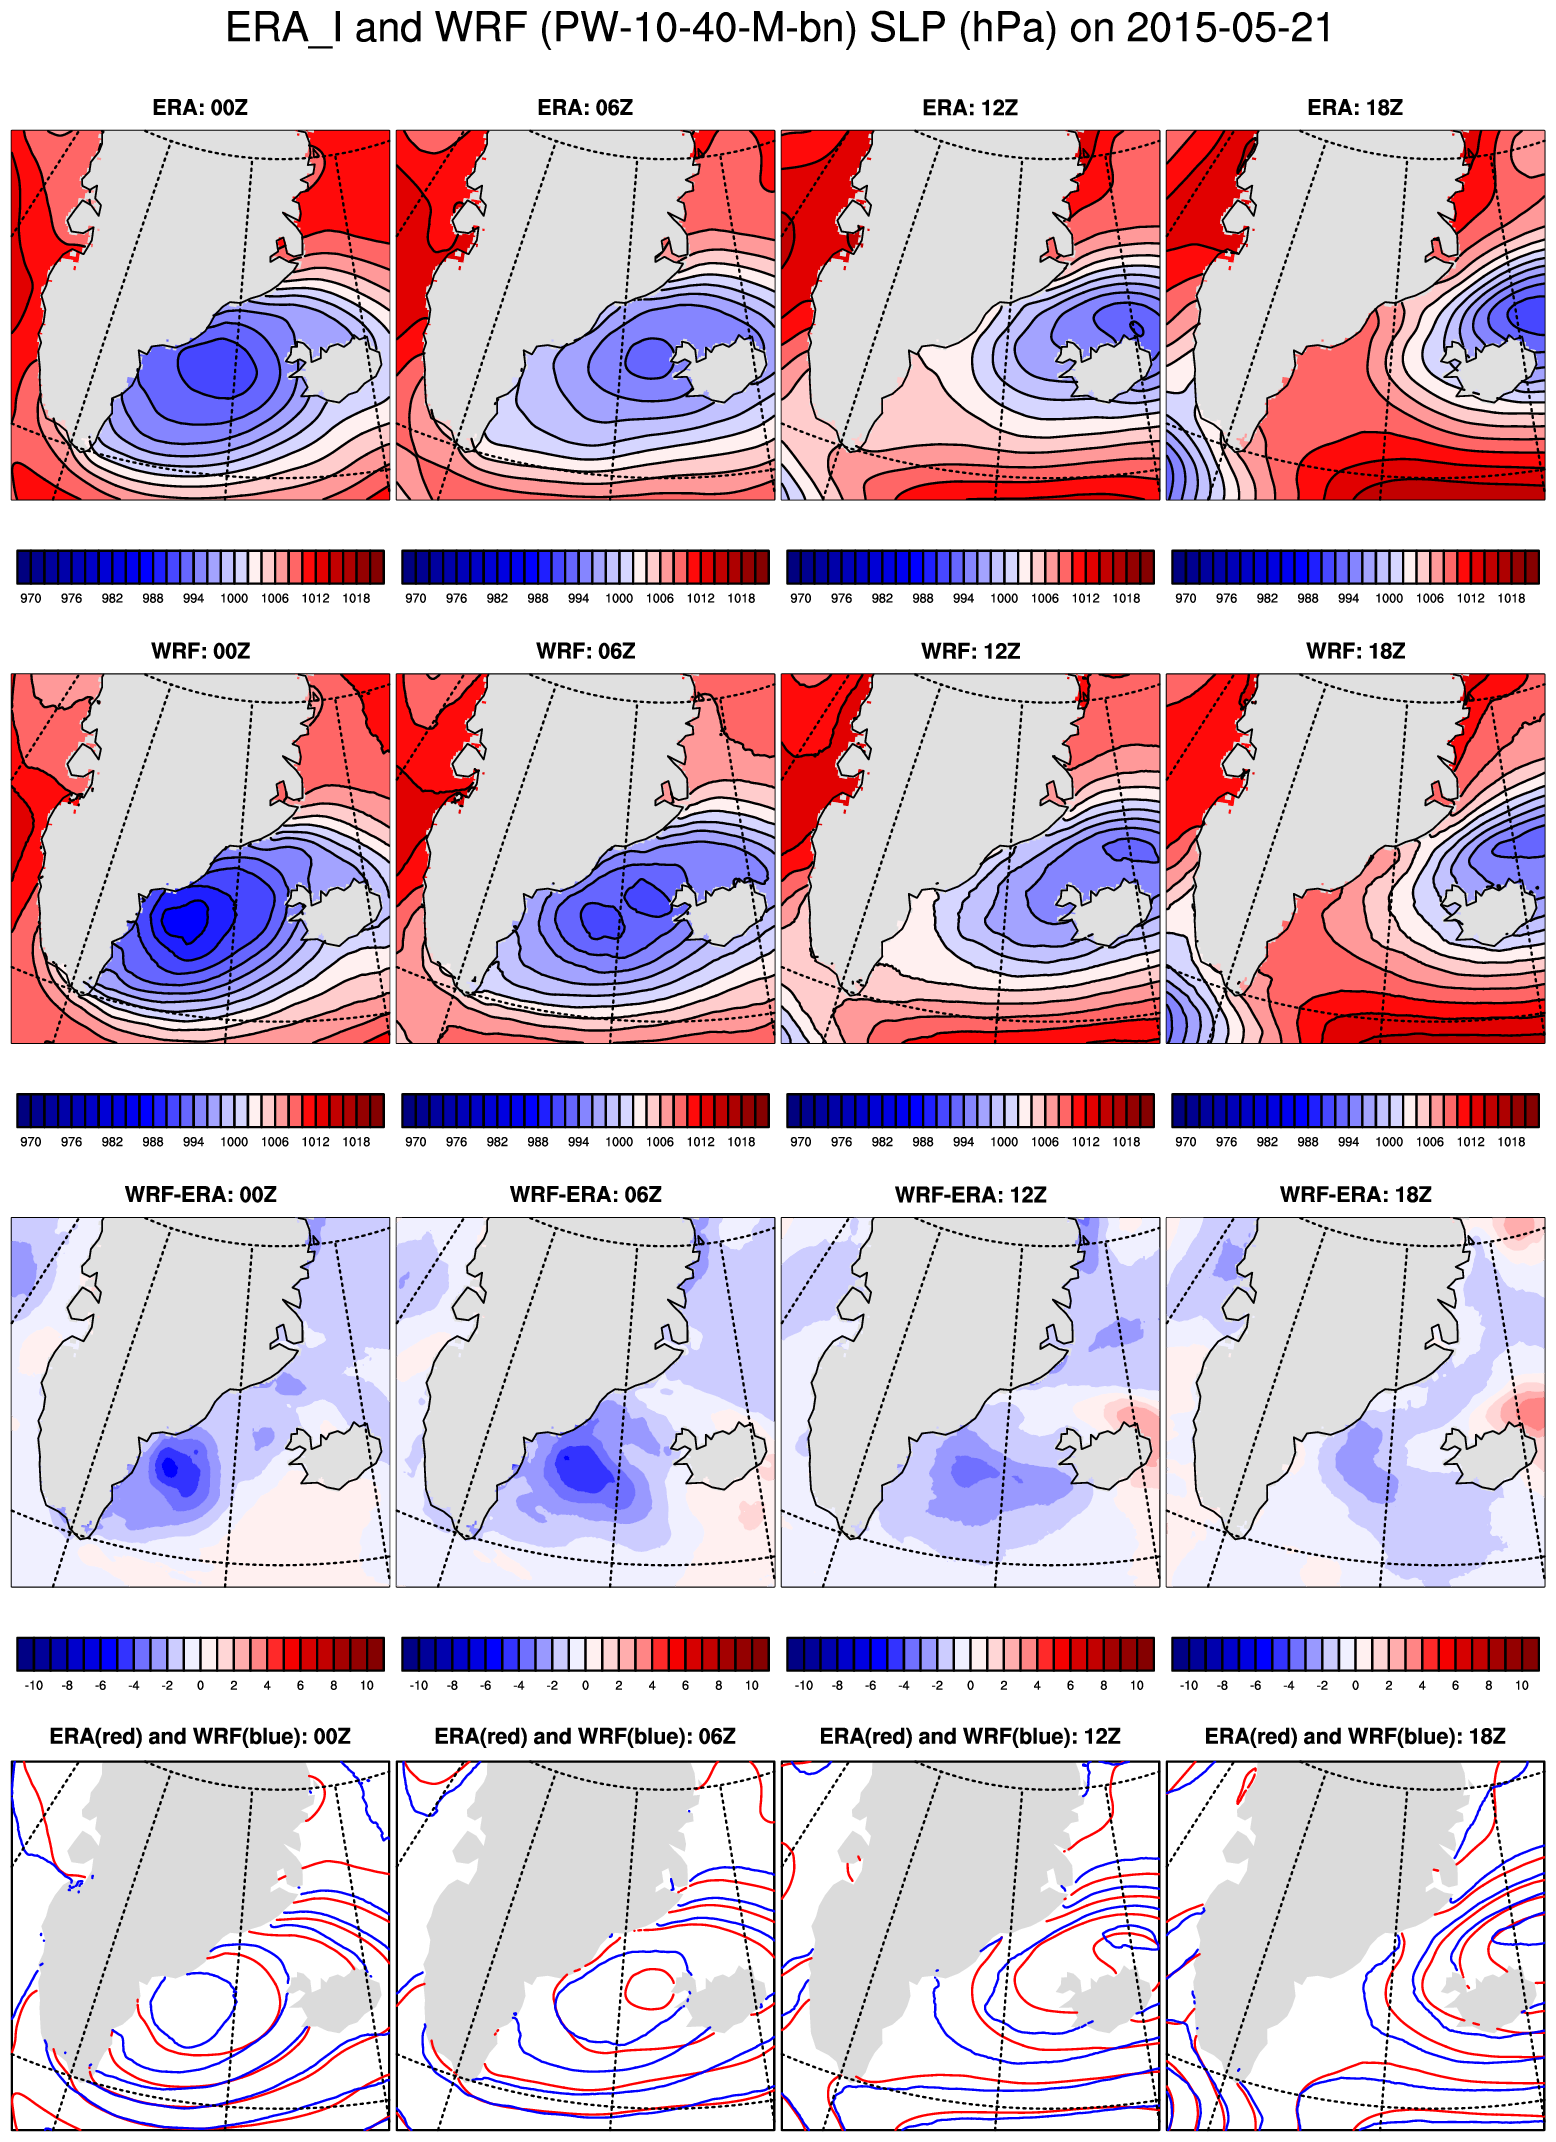 ERA_I and WRF (PW-10-40-M-bn) SLP (hPa) on 2015-05-21
ERA: 00Z ERA: 06Z ERA: 12Z ERA: 18Z
970 976 982 988 994 1000 1006 1012 1018 970 976 982 988 994 1000 1006 1012 1018 970 976 982 988 994 1000 1006 1012 1018 970 976 982 988 994 1000 1006 1012 1018
WRF: 00Z WRF: 06Z WRF: 12Z WRF: 18Z
970 976 982 988 994 1000 1006 1012 1018 970 976 982 988 994 1000 1006 1012 1018 970 976 982 988 994 1000 1006 1012 1018 970 976 982 988 994 1000 1006 1012 1018
WRF-ERA: 00Z WRF-ERA: 06Z WRF-ERA: 12Z WRF-ERA: 18Z
-10 -8 -6 -4 -2 0 2 4 6 8 10 -10 -8 -6 -4 -2 0 2 4 6 8 10 -10 -8 -6 -4 -2 0 2 4 6 8 10 -10 -8 -6 -4 -2 0 2 4 6 8 10
ERA(red) and WRF(blue): 00Z ERA(red) and WRF(blue): 06Z ERA(red) and WRF(blue): 12Z ERA(red) and WRF(blue): 18Z